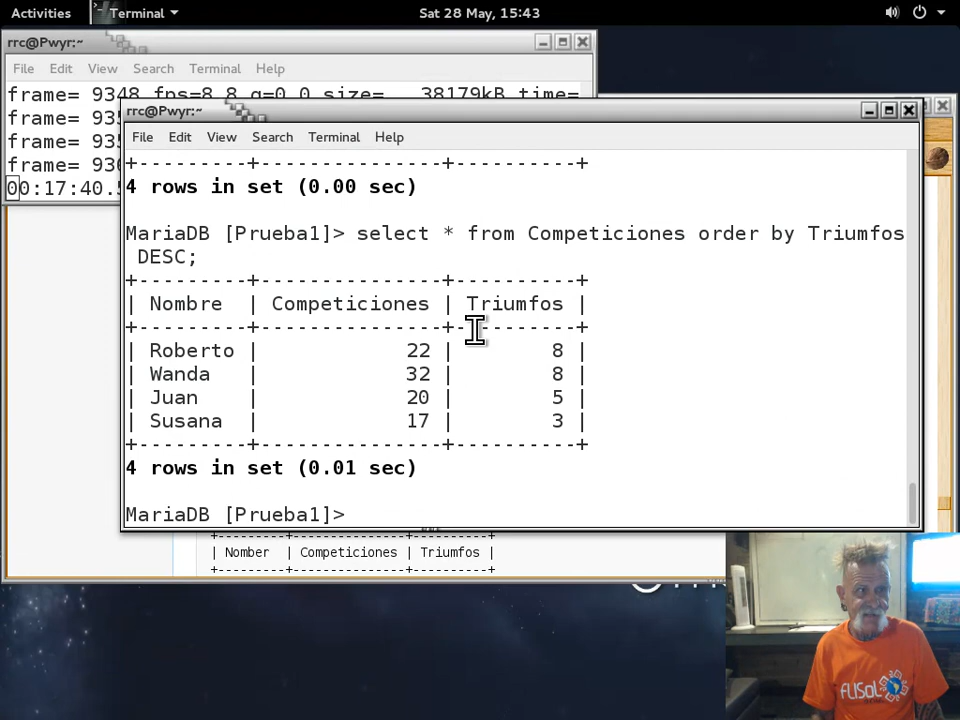 Activities Terminal Sat 28 May, 15:43
rrc@Pwyr:~
File Edit View Search Terminal Help
frame= 9348 fps=8.8 q=0.0 size= 38179kB time=
frame= 935
frame= 935
frame= 936
00:17:40.5
rrc@Pwyr:~
File Edit View Search Terminal Help
+---------+---------------+----------+
4 rows in set (0.00 sec)
MariaDB [Prueba1]> select * from Competiciones order by Triumfos
DESC;
+---------+---------------+----------+
| Nombre | Competiciones | Triumfos |
+---------+---------------+----------+
| Roberto | 22 | 8 |
| Wanda | 32 | 8 |
| Juan | 20 | 5 |
| Susana | 17 | 3 |
+---------+---------------+----------+
4 rows in set (0.01 sec)
MariaDB [Prueba1]>
+---------+---------------+----------+
| Nomber | Competiciones | Triumfos |
+---------+---------------+----------+
FLISoL